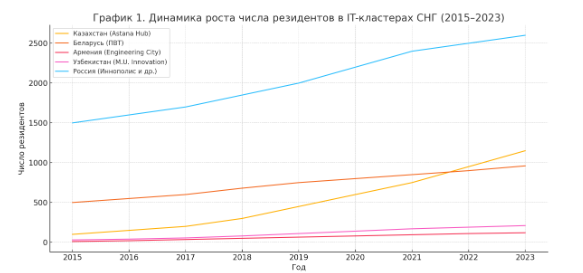 График 1. Динамика роста числа резидентов в IT-кластерах СНГ (2015–2023)
Казахстан (Astana Hub)
Беларусь (ПВТ)
Армения (Engineering City)
Узбекистан (M.U. Innovation)
Россия (Иннополис и др.)
Число резидентов
2500
2000
1500
1000
500
0
2015 2016 2017 2018 2019 2020 2021 2022 2023
Год